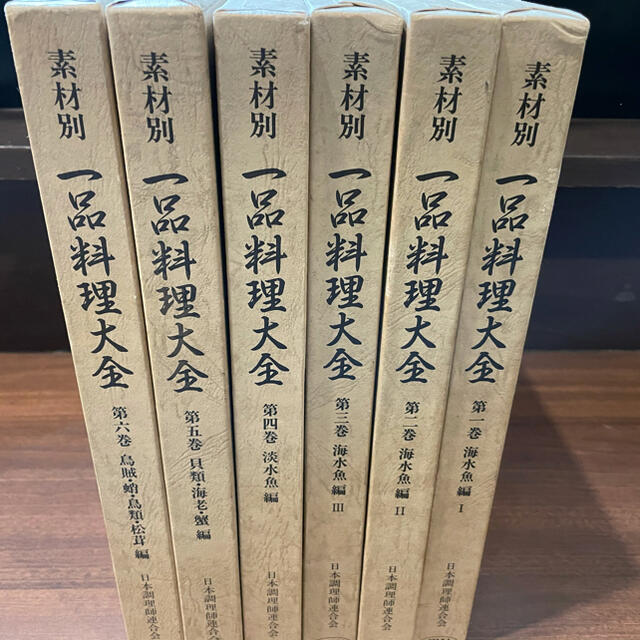 素材別
一品料理大全
第六巻 烏賊・蛸・鳥類・松茸 編
日本調理師連合会
素材別
一品料理大全
第五巻 貝類・海老・蟹 編
日本調理師連合会
素材別
一品料理大全
第四巻 淡水魚 編
日本調理師連合会
素材別
一品料理大全
第三巻 海水魚編 III
日本調理師連合会
素材別
一品料理大全
第二巻 海水魚編 II
日本調理師連合会
素材別
一品料理大全
第一巻 海水魚編 I
日本調理師連合会